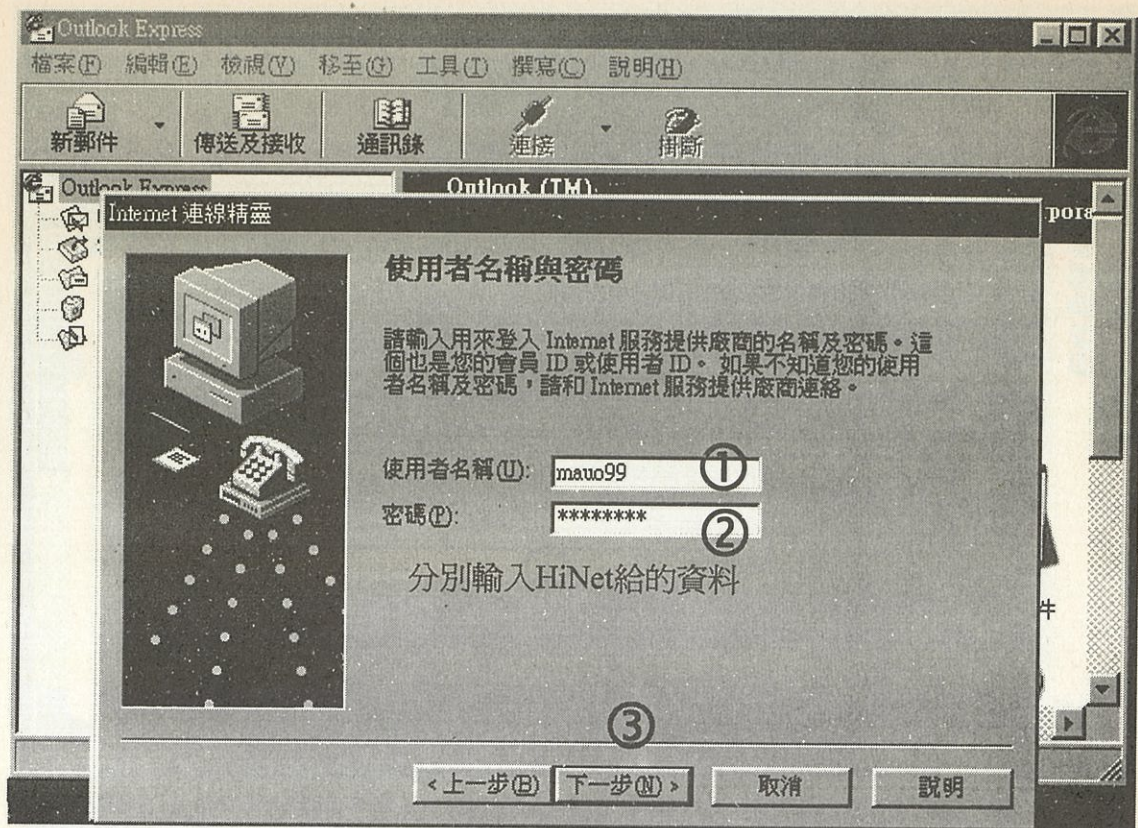 Outlook Express
檔案(F) 編輯(E) 檢視(V) 移至(G) 工具(T) 撰寫(C) 說明(H)
新郵件 傳送及接收 通訊錄 連接 掛斷
Outlook Express
Outlook (TM)
pora
Internet 連線精靈
使用者名稱與密碼
請輸入用來登入 Internet 服務提供廠商的名稱及密碼。這
個也是您的會員 ID 或使用者 ID。如果不知道您的使用
者名稱及密碼，請和 Internet 服務提供廠商連絡。
使用者名稱(U): mauo99 ①
密碼(P): ******** ②
分別輸入HiNet給的資料
件
③
<上一步(B) 下一步(N)> 取消 說明